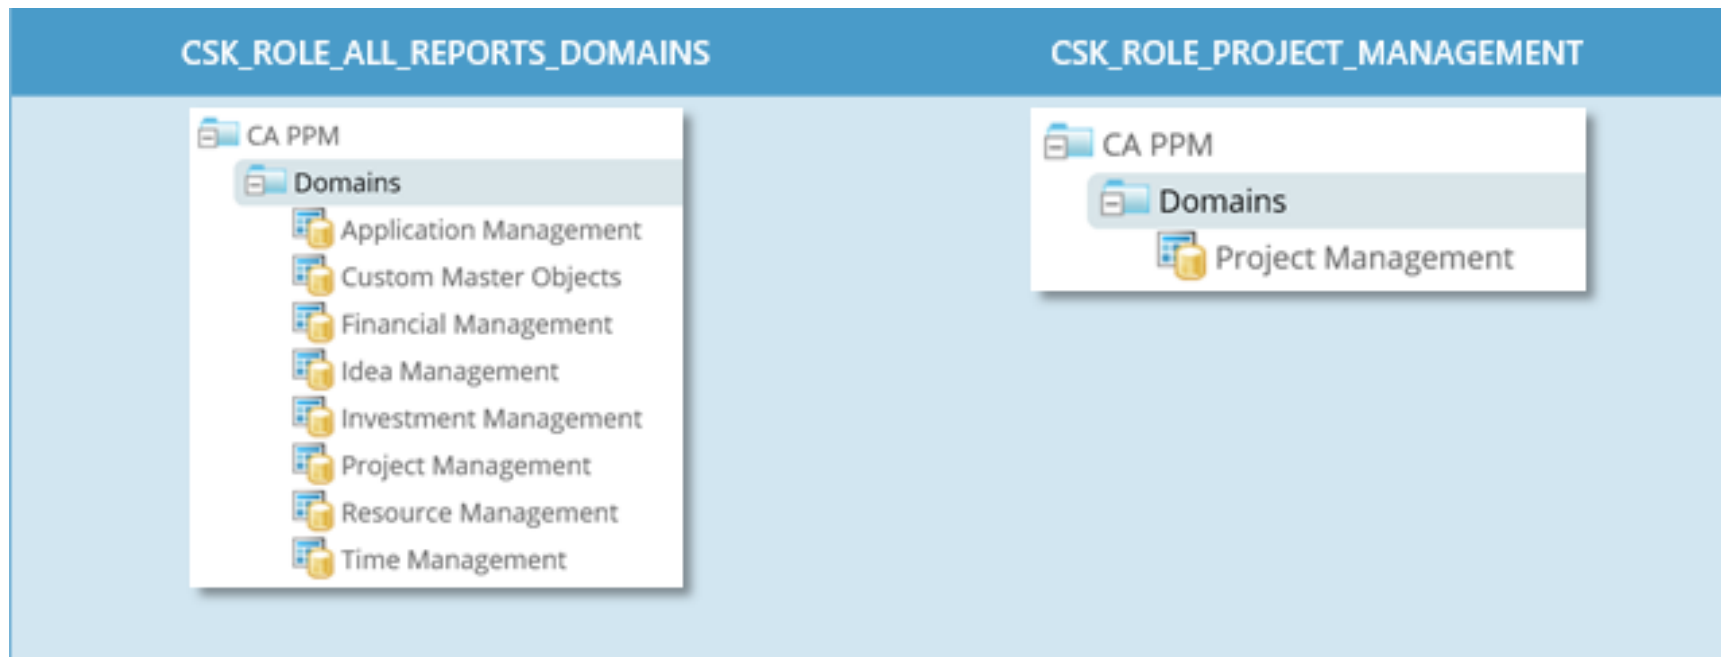 CSK_ROLE_ALL_REPORTS_DOMAINS
CA PPM
Domains
Application Management
Custom Master Objects
Financial Management
Idea Management
Investment Management
Project Management
Resource Management
Time Management
CSK_ROLE_PROJECT_MANAGEMENT
CA PPM
Domains
Project Management